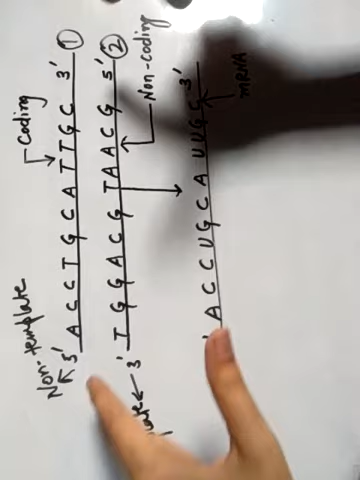 Coding
Non-template
5' A C C T G C A T T G C 3' 1
3' T G G A C G T A A C G 5' 2
Non-coding
A C C U G C A U U G C 3'
mRNA